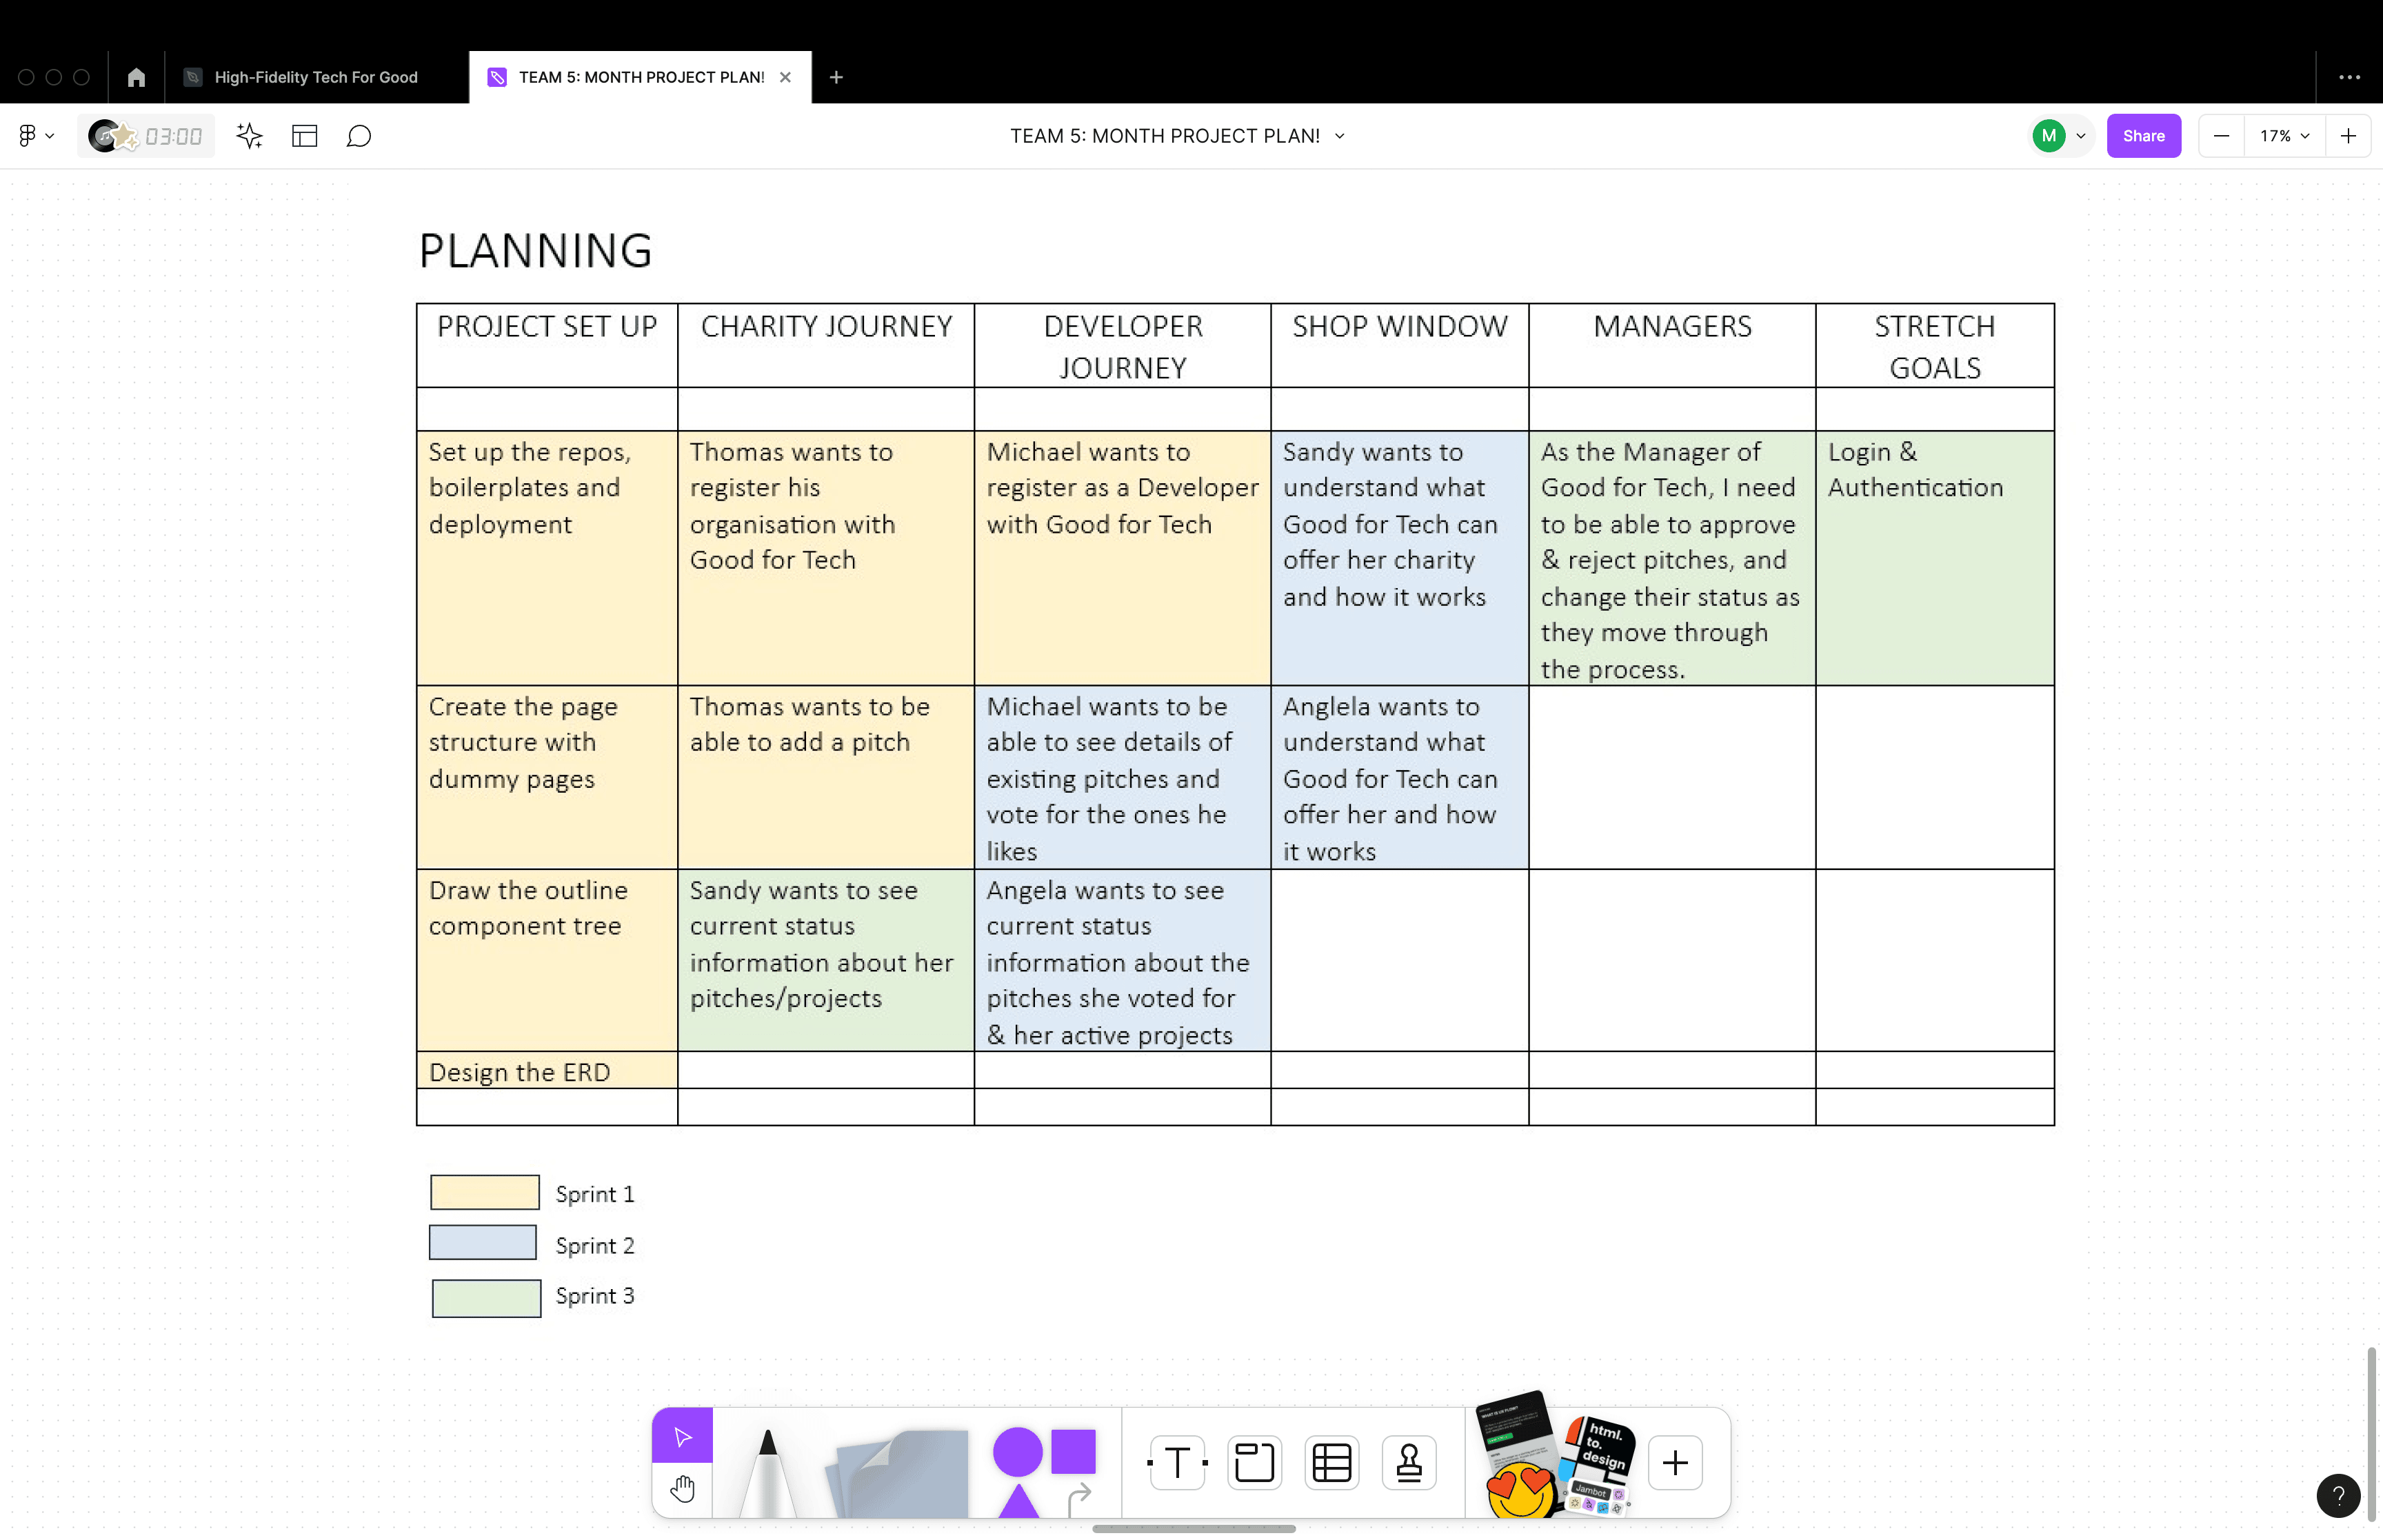 High-Fidelity Tech For Good
TEAM 5: MONTH PROJECT PLAN!
03:00
TEAM 5: MONTH PROJECT PLAN!
M
Share
17%
PLANNING
PROJECT SET UP
CHARITY JOURNEY
DEVELOPER
JOURNEY
SHOP WINDOW
MANAGERS
STRETCH
GOALS
Set up the repos,
boilerplates and
deployment
Thomas wants to
register his
organisation with
Good for Tech
Michael wants to
register as a Developer
with Good for Tech
Sandy wants to
understand what
Good for Tech can
offer her charity
and how it works
As the Manager of
Good for Tech, I need
to be able to approve
& reject pitches, and
change their status as
they move through
the process.
Login &
Authentication
Create the page
structure with
dummy pages
Thomas wants to be
able to add a pitch
Michael wants to be
able to see details of
existing pitches and
vote for the ones he
likes
Anglela wants to
understand what
Good for Tech can
offer her and how
it works
Draw the outline
component tree
Sandy wants to see
current status
information about her
pitches/projects
Angela wants to see
current status
information about the
pitches she voted for
& her active projects
Design the ERD
Sprint 1
Sprint 2
Sprint 3
T
html.
to.
design
Jambot
?